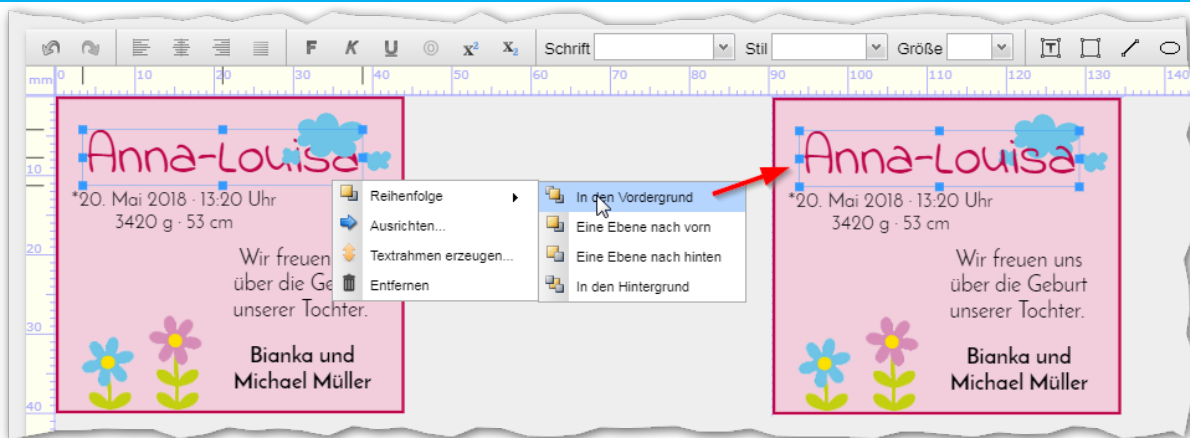 F K U x² X₂ Schrift Stil Größe T
mm 0 10 20 30 40 50 60 70 80 90 100 110 120 130 140
10
20
30
40
Anna-Louisa
*20. Mai 2018 · 13:20 Uhr
3420 g · 53 cm
Wir freuen
über die Ge
unserer Tochter.
Bianka und
Michael Müller
Reihenfolge
Ausrichten...
Textrahmen erzeugen...
Entfernen
In den Vordergrund
Eine Ebene nach vorn
Eine Ebene nach hinten
In den Hintergrund
Anna-Louisa
*20. Mai 2018 · 13:20 Uhr
3420 g · 53 cm
Wir freuen uns
über die Geburt
unserer Tochter.
Bianka und
Michael Müller